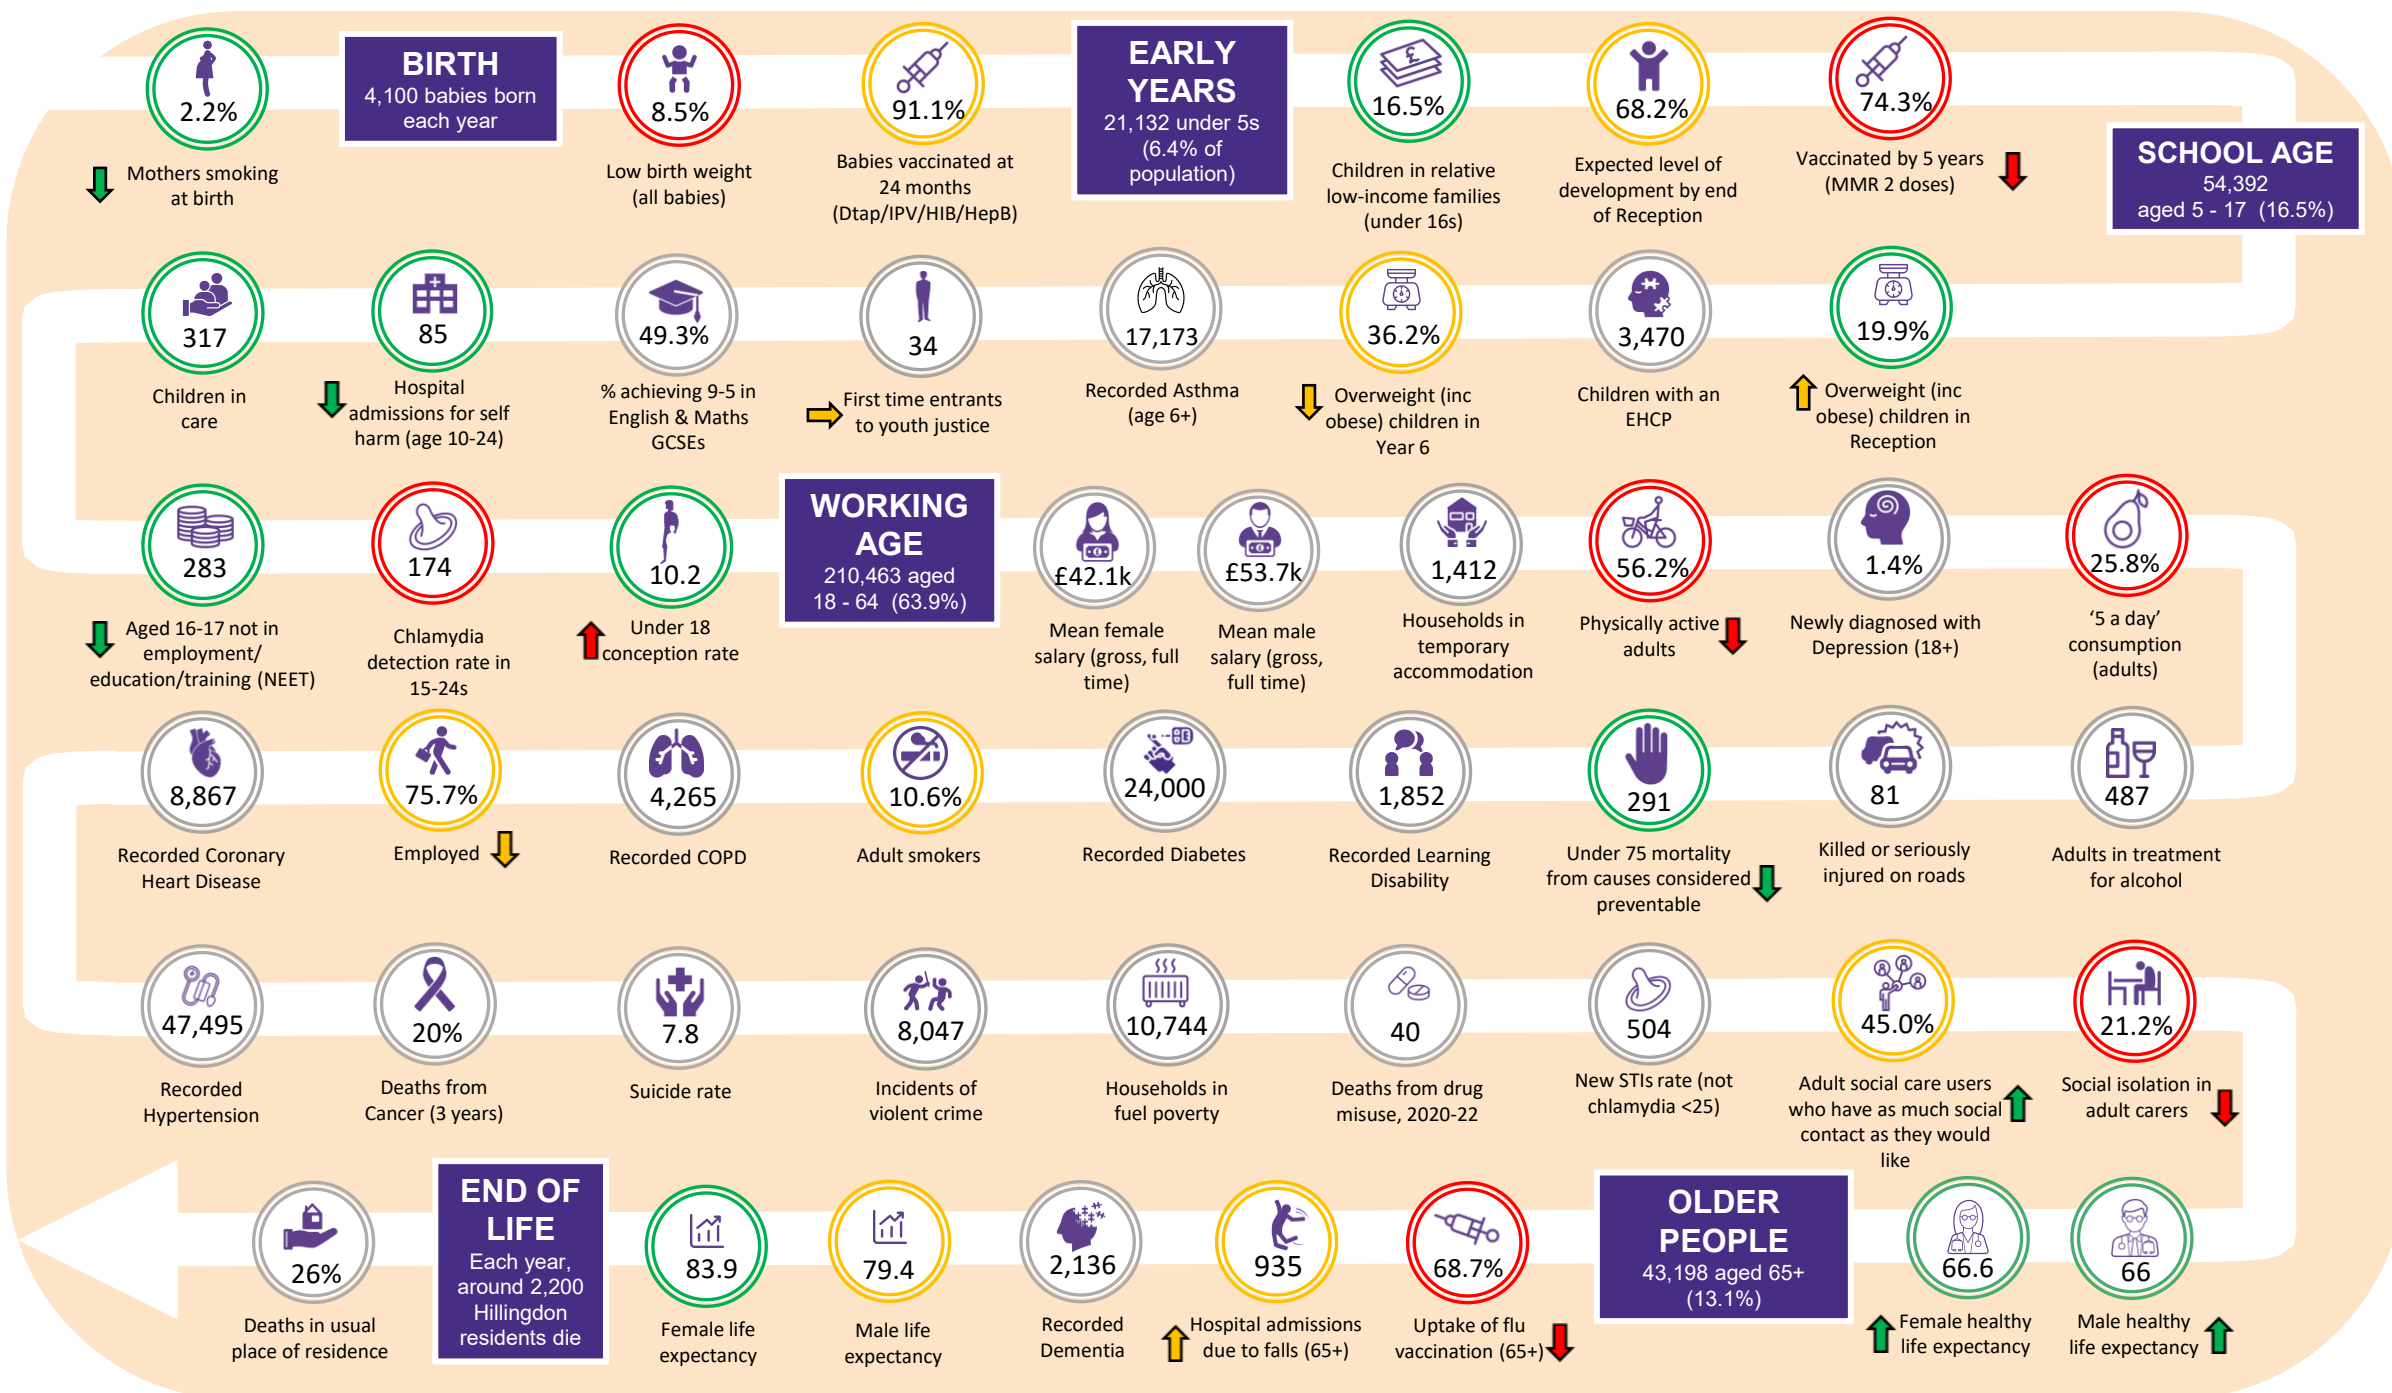 2.2%
Mothers smoking
at birth
BIRTH
4,100 babies born
each year
8.5%
Low birth weight
(all babies)
91.1%
Babies vaccinated at
24 months
(Dtap/IPV/HIB/HepB)
EARLY
YEARS
21,132 under 5s
(6.4% of
population)
16.5%
Children in relative
low-income families
(under 16s)
68.2%
Expected level of
development by end
of Reception
74.3%
Vaccinated by 5 years
(MMR 2 doses)
SCHOOL AGE
54,392
aged 5 - 17 (16.5%)
317
Children in
care
85
Hospital
admissions for self
harm (age 10-24)
49.3%
% achieving 9-5 in
English & Maths
GCSEs
34
First time entrants
to youth justice
17,173
Recorded Asthma
(age 6+)
36.2%
Overweight (inc
obese) children in
Year 6
3,470
Children with an
EHCP
19.9%
Overweight (inc
obese) children in
Reception
283
Aged 16-17 not in
employment/
education/training (NEET)
174
Chlamydia
detection rate in
15-24s
10.2
Under 18
conception rate
WORKING
AGE
210,463 aged
18 - 64 (63.9%)
£42.1k
Mean female
salary (gross, full
time)
£53.7k
Mean male
salary (gross,
full time)
1,412
Households in
temporary
accommodation
56.2%
Physically active
adults
1.4%
Newly diagnosed with
Depression (18+)
25.8%
‘5 a day’
consumption
(adults)
8,867
Recorded Coronary
Heart Disease
75.7%
Employed
4,265
Recorded COPD
10.6%
Adult smokers
24,000
Recorded Diabetes
1,852
Recorded Learning
Disability
291
Under 75 mortality
from causes considered
preventable
81
Killed or seriously
injured on roads
487
Adults in treatment
for alcohol
47,495
Recorded
Hypertension
20%
Deaths from
Cancer (3 years)
7.8
Suicide rate
8,047
Incidents of
violent crime
10,744
Households in
fuel poverty
40
Deaths from drug
misuse, 2020-22
504
New STIs rate (not
chlamydia <25)
45.0%
Adult social care users
who have as much social
contact as they would
like
21.2%
Social isolation in
adult carers
26%
Deaths in usual
place of residence
END OF
LIFE
Each year,
around 2,200
Hillingdon
residents die
83.9
Female life
expectancy
79.4
Male life
expectancy
2,136
Recorded
Dementia
935
Hospital admissions
due to falls (65+)
68.7%
Uptake of flu
vaccination (65+)
OLDER
PEOPLE
43,198 aged 65+
(13.1%)
66.6
Female healthy
life expectancy
66
Male healthy
life expectancy